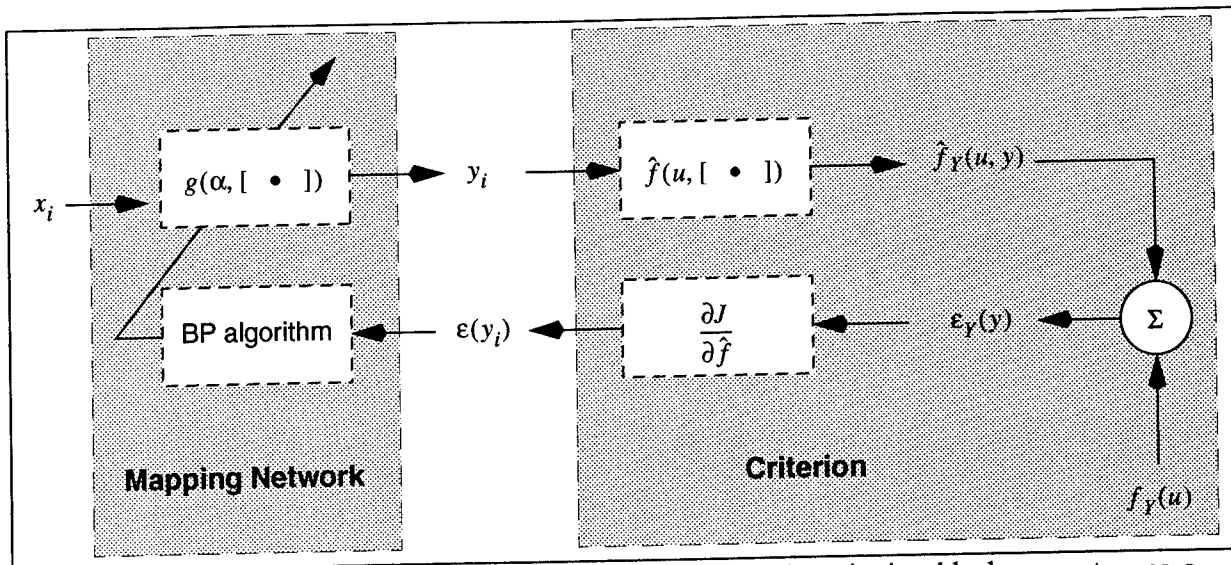 x_i
g(α, [ • ])
y_i
f̂(u, [ • ])
f̂_Y(u, y)
BP algorithm
ε(y_i)
∂J
∂f̂
ε_Y(y)
Σ
Mapping Network
Criterion
f_Y(u)